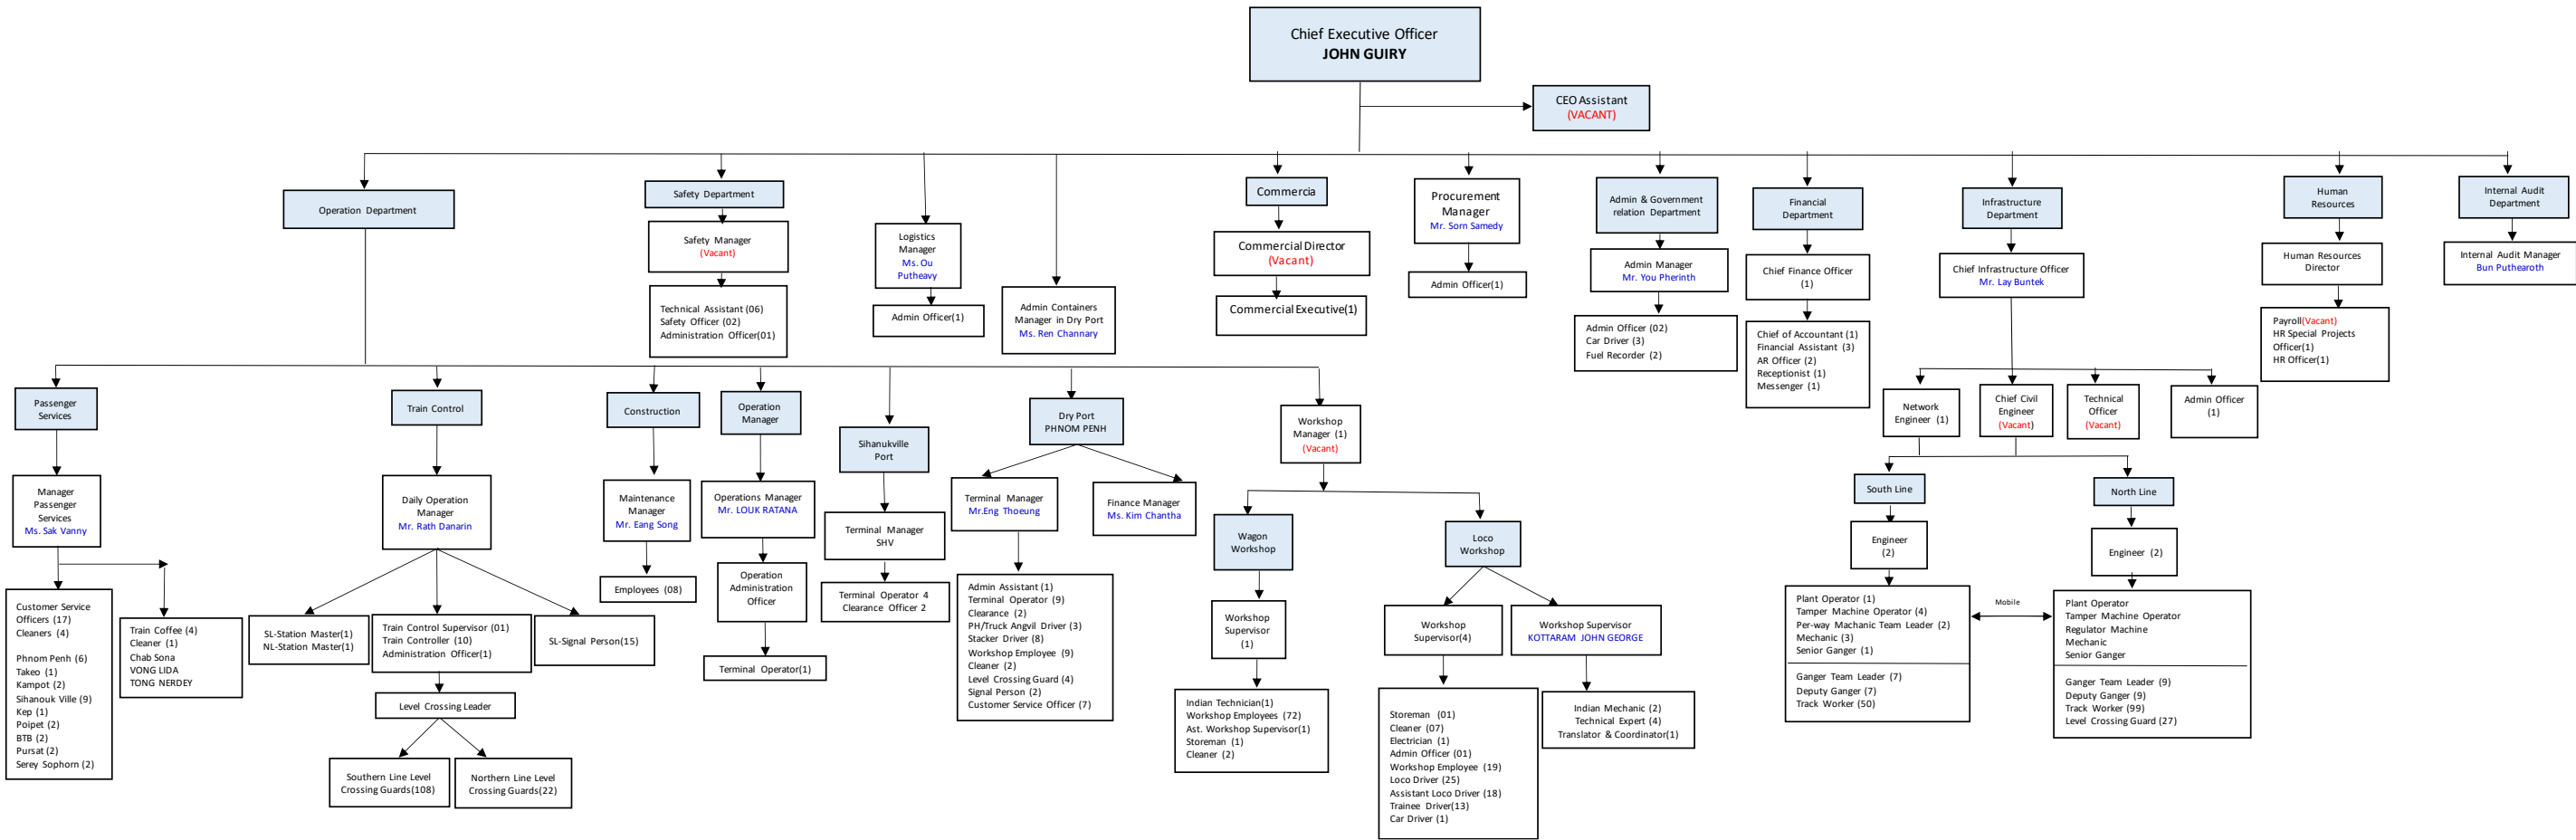 Chief Executive Officer
JOHN GUIRY
CEO Assistant
(VACANT)
Operation Department
Safety Department
Safety Manager
(Vacant)
Technical Assistant (06)
Safety Officer (02)
Administration Officer(01)
Logistics
Manager
Ms. Ou
Putheavy
Admin Officer(1)
Admin Containers
Manager in Dry Port
Ms. Ren Channary
Commercia
Commercial Director
(Vacant)
Commercial Executive(1)
Procurement
Manager
Mr. Sorn Samedy
Admin Officer(1)
Admin & Government
relation Department
Admin Manager
Mr. You Pherinth
Admin Officer (02)
Car Driver (3)
Fuel Recorder (2)
Financial
Department
Chief Finance Officer
(1)
Chief of Accountant (1)
Financial Assistant (3)
AR Officer (2)
Receptionist (1)
Messenger (1)
Infrastructure
Department
Chief Infrastructure Officer
Mr. Lay Buntek
Human
Resources
Human Resources
Director
Payroll(Vacant)
HR Special Projects
Officer(1)
HR Officer(1)
Internal Audit
Department
Internal Audit Manager
Bun Puthearoth
Passenger
Services
Manager
Passenger
Services
Ms. Sak Vanny
Customer Service
Officers (17)
Cleaners (4)
Phnom Penh (6)
Takeo (1)
Kampot (2)
Sihanouk Ville (9)
Kep (1)
Poipet (2)
BTB (2)
Pursat (2)
Serey Sophorn (2)
Train Coffee (4)
Cleaner (1)
Chab Sona
VONG LIDA
TONG NERDEY
Train Control
Daily Operation
Manager
Mr. Rath Danarin
SL-Station Master(1)
NL-Station Master(1)
Train Control Supervisor (01)
Train Controller (10)
Administration Officer(1)
SL-Signal Person(15)
Level Crossing Leader
Southern Line Level
Crossing Guards(108)
Northern Line Level
Crossing Guards(22)
Construction
Maintenance
Manager
Mr. Eang Song
Employees (08)
Operation
Manager
Operations Manager
Mr. LOUK RATANA
Operation
Administration
Officer
Terminal Operator(1)
Sihanukville
Port
Terminal Manager
SHV
Terminal Operator 4
Clearance Officer 2
Dry Port
PHNOM PENH
Terminal Manager
Mr.Eng Thoeung
Finance Manager
Ms. Kim Chantha
Admin Assistant (1)
Terminal Operator (9)
Clearance (2)
PH/Truck Angvil Driver (3)
Stacker Driver (8)
Workshop Employee (9)
Cleaner (2)
Level Crossing Guard (4)
Signal Person (2)
Customer Service Officer (7)
Workshop
Manager (1)
(Vacant)
Wagon
Workshop
Workshop
Supervisor
(1)
Indian Technician(1)
Workshop Employees (72)
Ast. Workshop Supervisor(1)
Storeman (1)
Cleaner (2)
Loco
Workshop
Workshop
Supervisor(4)
Workshop Supervisor
KOTTARAM JOHN GEORGE
Storeman (01)
Cleaner (07)
Electrician (1)
Admin Officer (01)
Workshop Employee (19)
Loco Driver (25)
Assistant Loco Driver (18)
Trainee Driver(13)
Car Driver (1)
Indian Mechanic (2)
Technical Expert (4)
Translator & Coordinator(1)
Network
Engineer (1)
Chief Civil
Engineer
(Vacant)
Technical
Officer
(Vacant)
Admin Officer
(1)
South Line
Engineer
(2)
Plant Operator (1)
Tamper Machine Operator (4)
Per-way Machanic Team Leader (2)
Mechanic (3)
Senior Ganger (1)
Ganger Team Leader (7)
Deputy Ganger (7)
Track Worker (50)
Mobile
North Line
Engineer (2)
Plant Operator
Tamper Machine Operator
Regulator Machine
Mechanic
Senior Ganger
Ganger Team Leader (9)
Deputy Ganger (9)
Track Worker (99)
Level Crossing Guard (27)